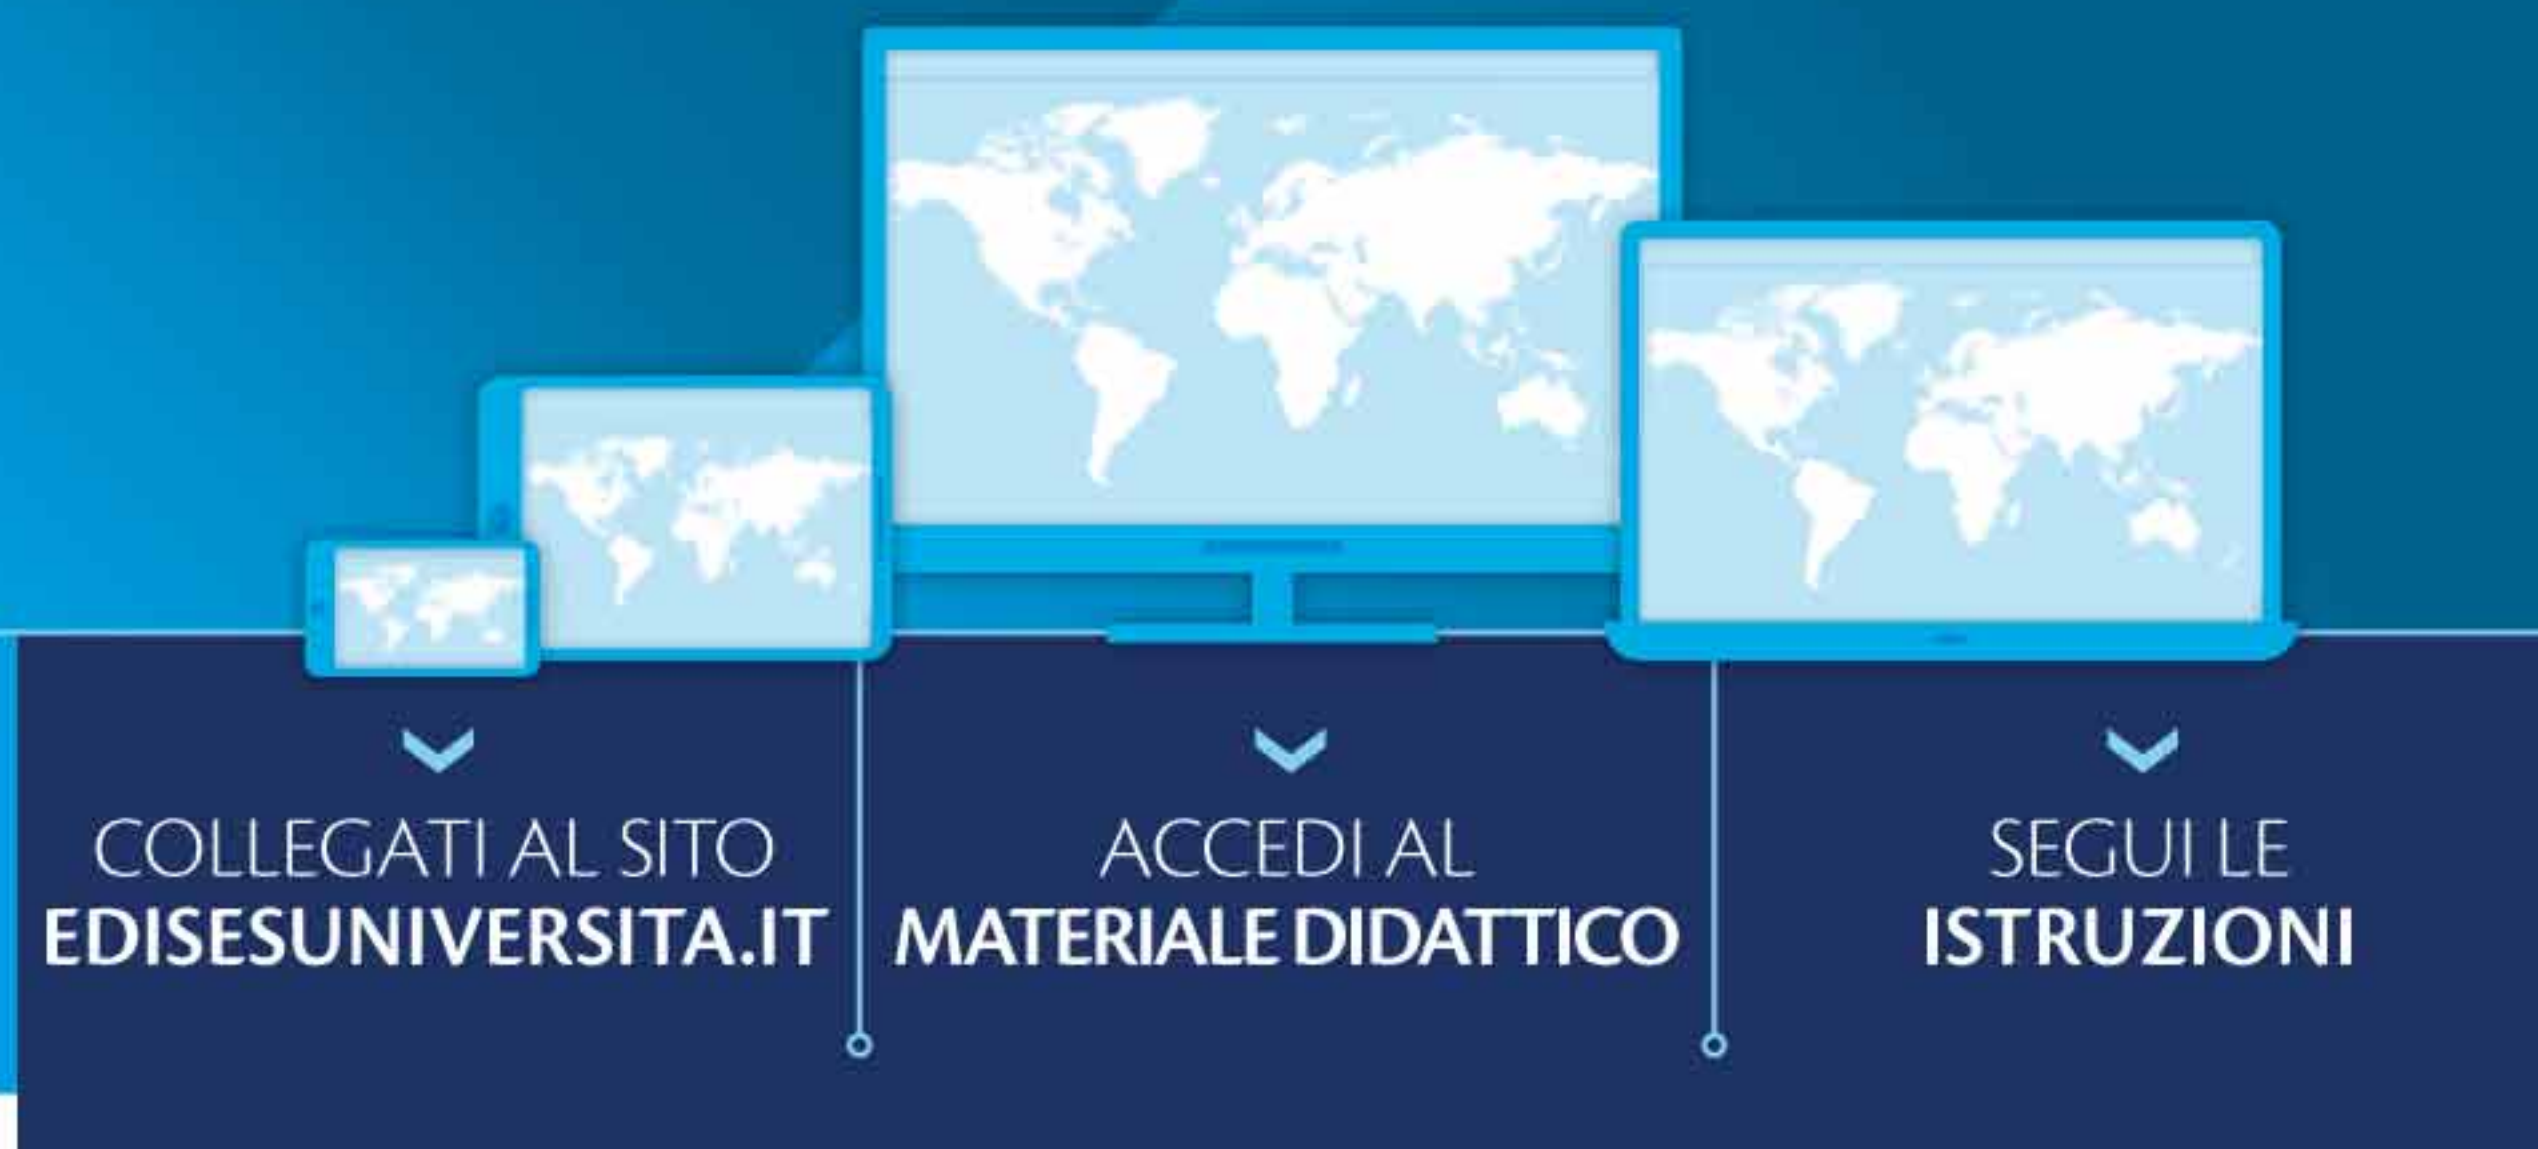 COLLEGATI AL SITO
EDISESUNIVERSITA.IT
ACCEDI AL
MATERIALE DIDATTICO
SEGUI LE
ISTRUZIONI